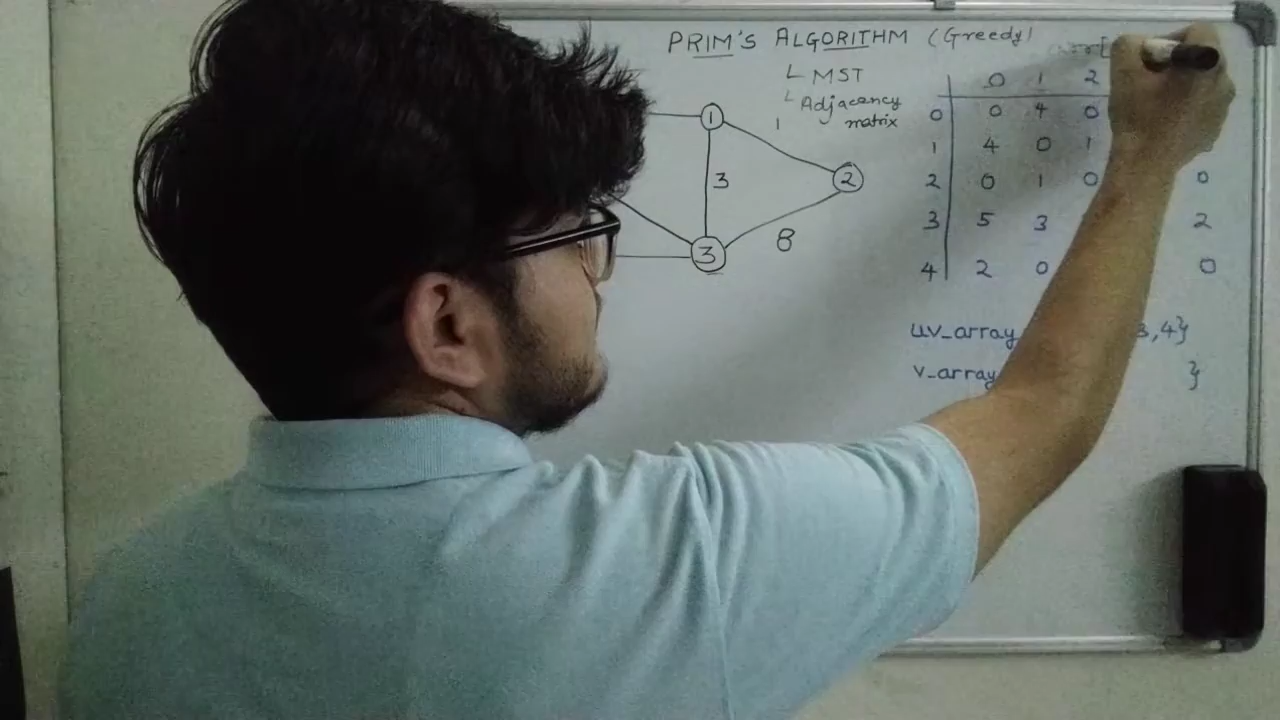 PRIM'S ALGORITHM (Greedy)
└ MST
└ Adjacency
matrix
1
1
2
3
3
8
arr[
0 1 2
0 0 4 0
1 4 0 1
2 0 1 0 0
3 5 3 2
4 2 0 0
uv_array 3,4}
v_array }